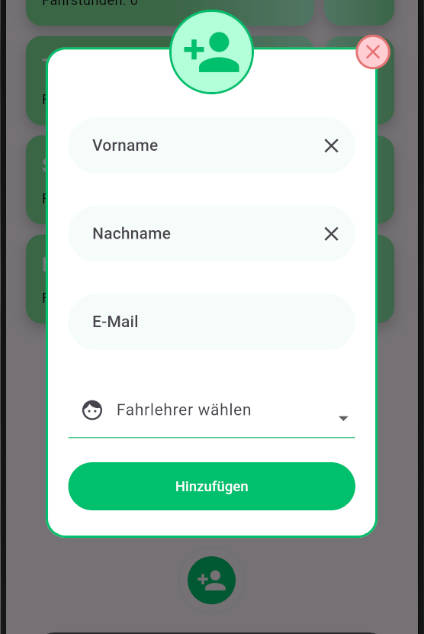 Fahrstunden: 0
Vorname
Nachname
E-Mail
Fahrlehrer wählen
Hinzufügen